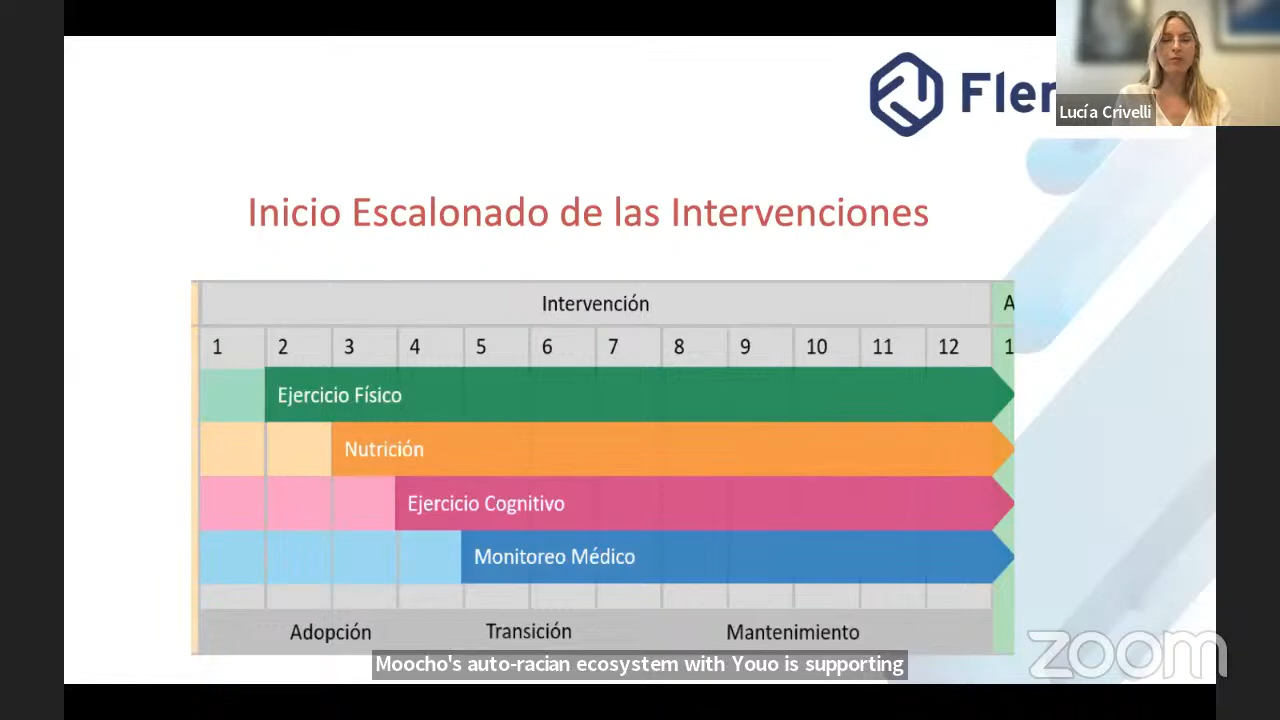 Fler
Lucía Crivelli
Inicio Escalonado de las Intervenciones
Intervención A
1 2 3 4 5 6 7 8 9 10 11 12 1
Ejercicio Físico
Nutrición
Ejercicio Cognitivo
Monitoreo Médico
Adopción Transición Mantenimiento
Moocho's auto-racian ecosystem with Youo is supporting
zoom